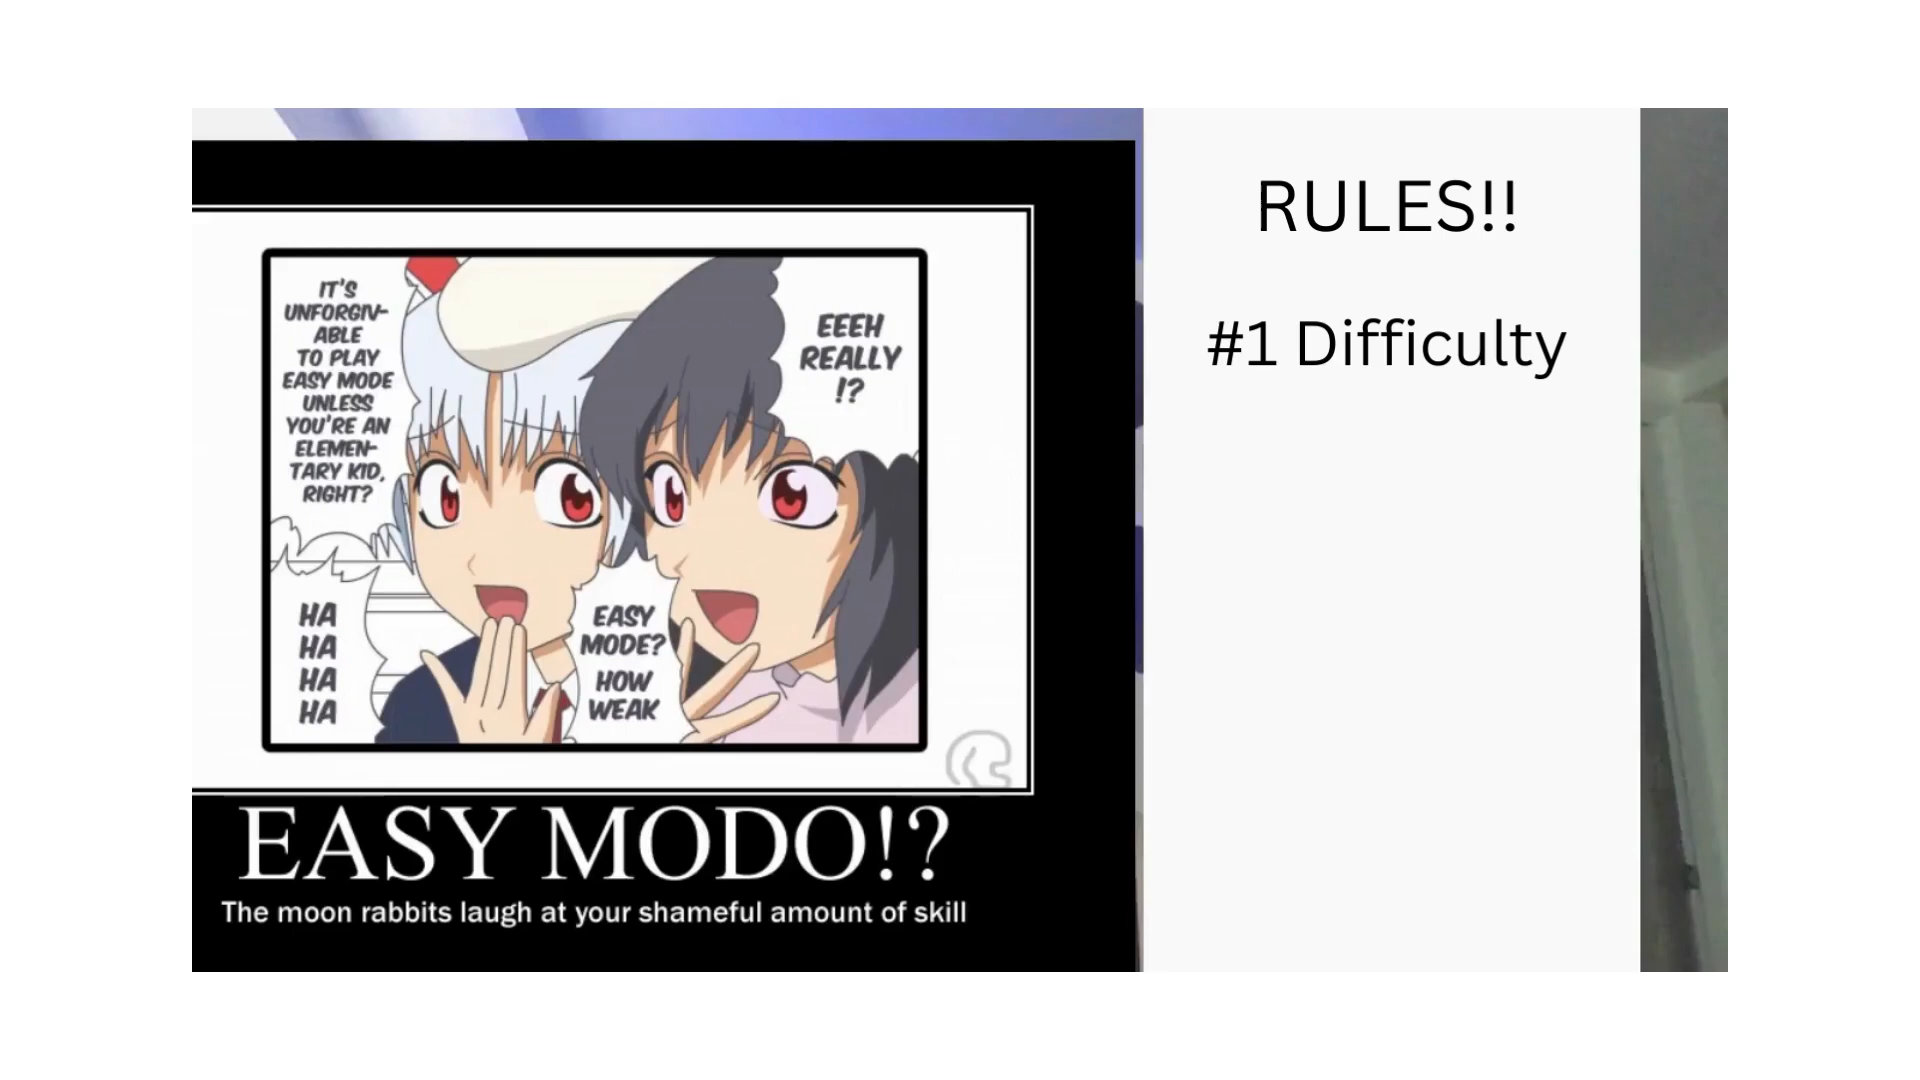 IT'S
UNFORGIV-
ABLE
TO PLAY
EASY MODE
UNLESS
YOU'RE AN
ELEMEN-
TARY KID,
RIGHT?
EEEH
REALLY
!?
HA
HA
HA
HA
EASY
MODE?
HOW
WEAK
EASY MODO!?
The moon rabbits laugh at your shameful amount of skill
RULES!!
#1 Difficulty